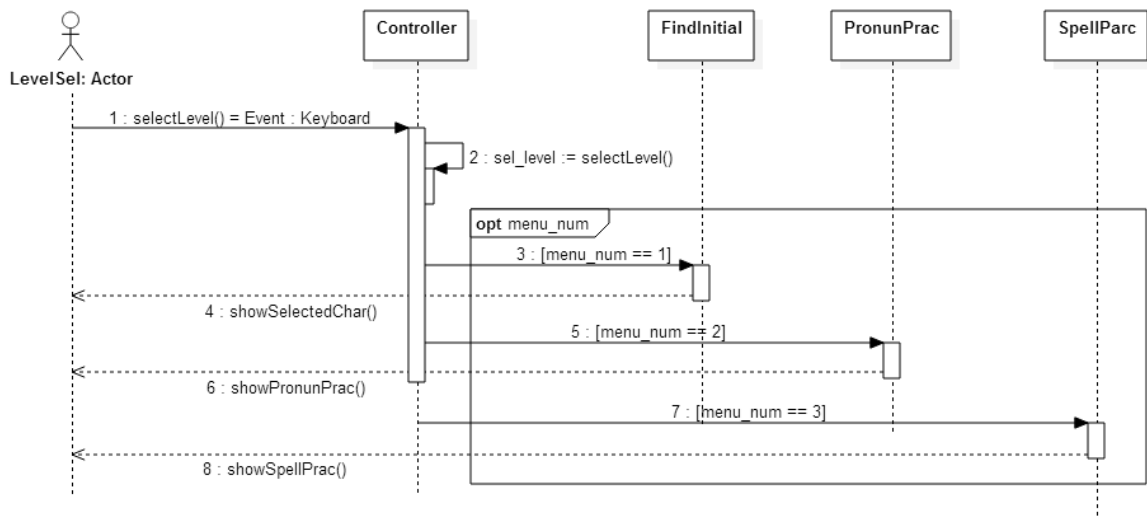 Controller
FindInitial
PronunPrac
SpellParc
LevelSel: Actor
1 : selectLevel() = Event : Keyboard
2 : sel_level := selectLevel()
opt menu_num
3 : [menu_num == 1]
4 : showSelectedChar()
5 : [menu_num == 2]
6 : showPronunPrac()
7 : [menu_num == 3]
8 : showSpellPrac()